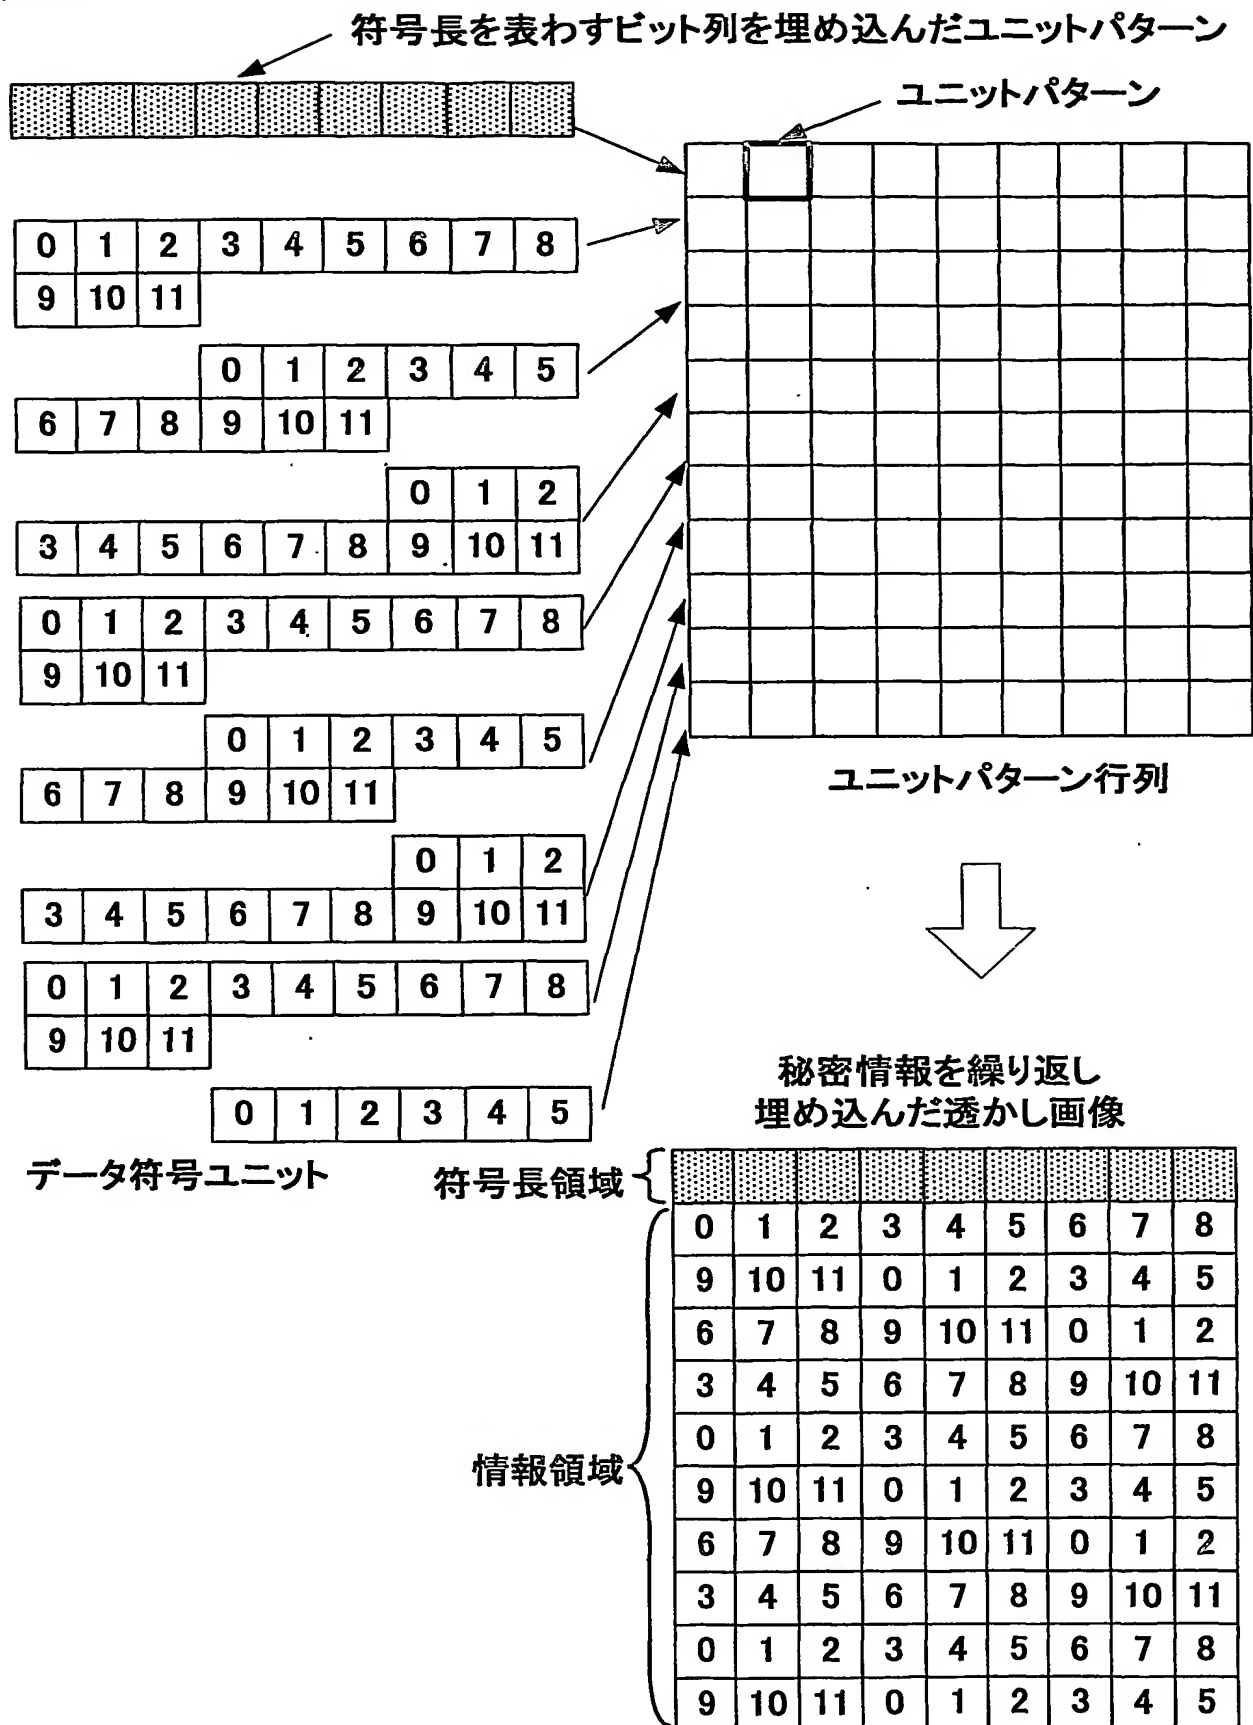 符号長を表わすビット列を埋め込んだユニットパターン
ユニットパターン
0 1 2 3 4 5 6 7 8
9 10 11
0 1 2 3 4 5
6 7 8 9 10 11
0 1 2
3 4 5 6 7 8 9 10 11
0 1 2 3 4 5 6 7 8
9 10 11
0 1 2 3 4 5
6 7 8 9 10 11
0 1 2
3 4 5 6 7 8 9 10 11
0 1 2 3 4 5 6 7 8
9 10 11
0 1 2 3 4 5
データ符号ユニット
ユニットパターン行列
秘密情報を繰り返し
埋め込んだ透かし画像
符号長領域
情報領域
0 1 2 3 4 5 6 7 8
9 10 11 0 1 2 3 4 5
6 7 8 9 10 11 0 1 2
3 4 5 6 7 8 9 10 11
0 1 2 3 4 5 6 7 8
9 10 11 0 1 2 3 4 5
6 7 8 9 10 11 0 1 2
3 4 5 6 7 8 9 10 11
0 1 2 3 4 5 6 7 8
9 10 11 0 1 2 3 4 5